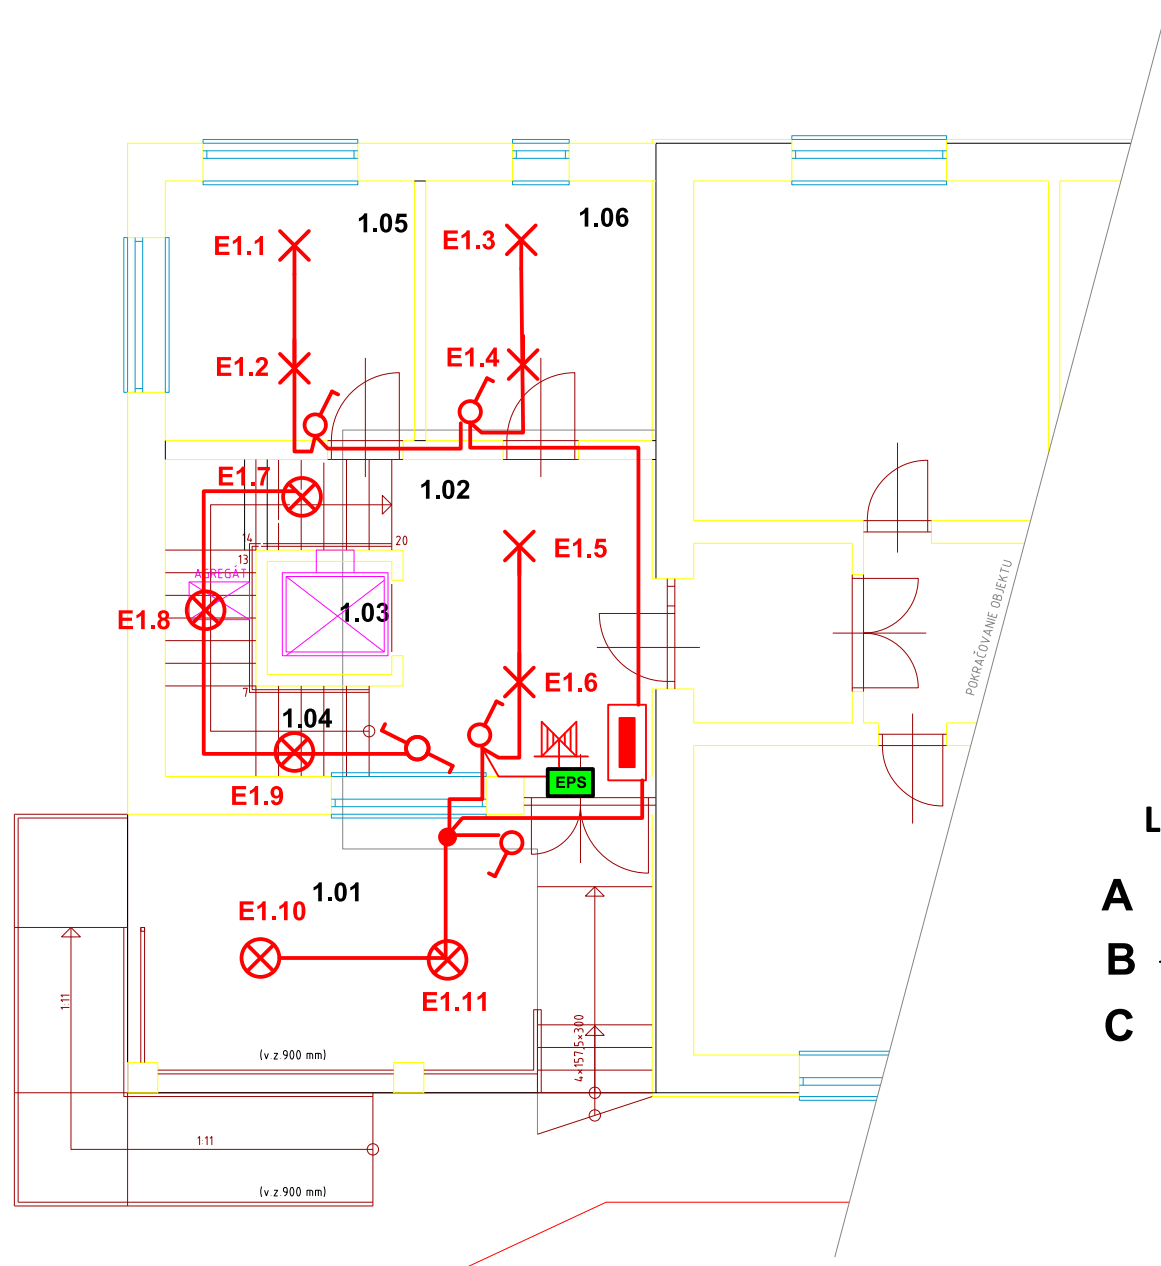 1.05
1.06
E1.1
E1.3
E1.2
E1.4
E1.7
1.02
14
20
E1.5
13
AGREGÁT
E1.8
1.03
POKRAČOVANIE OBJEKTU
E1.6
7
1.04
EPS
E1.9
L
1.01
A
E1.10
B
E1.11
1:11
C
4×157,5×300
(v.z.900 mm)
1:11
(v.z.900 mm)